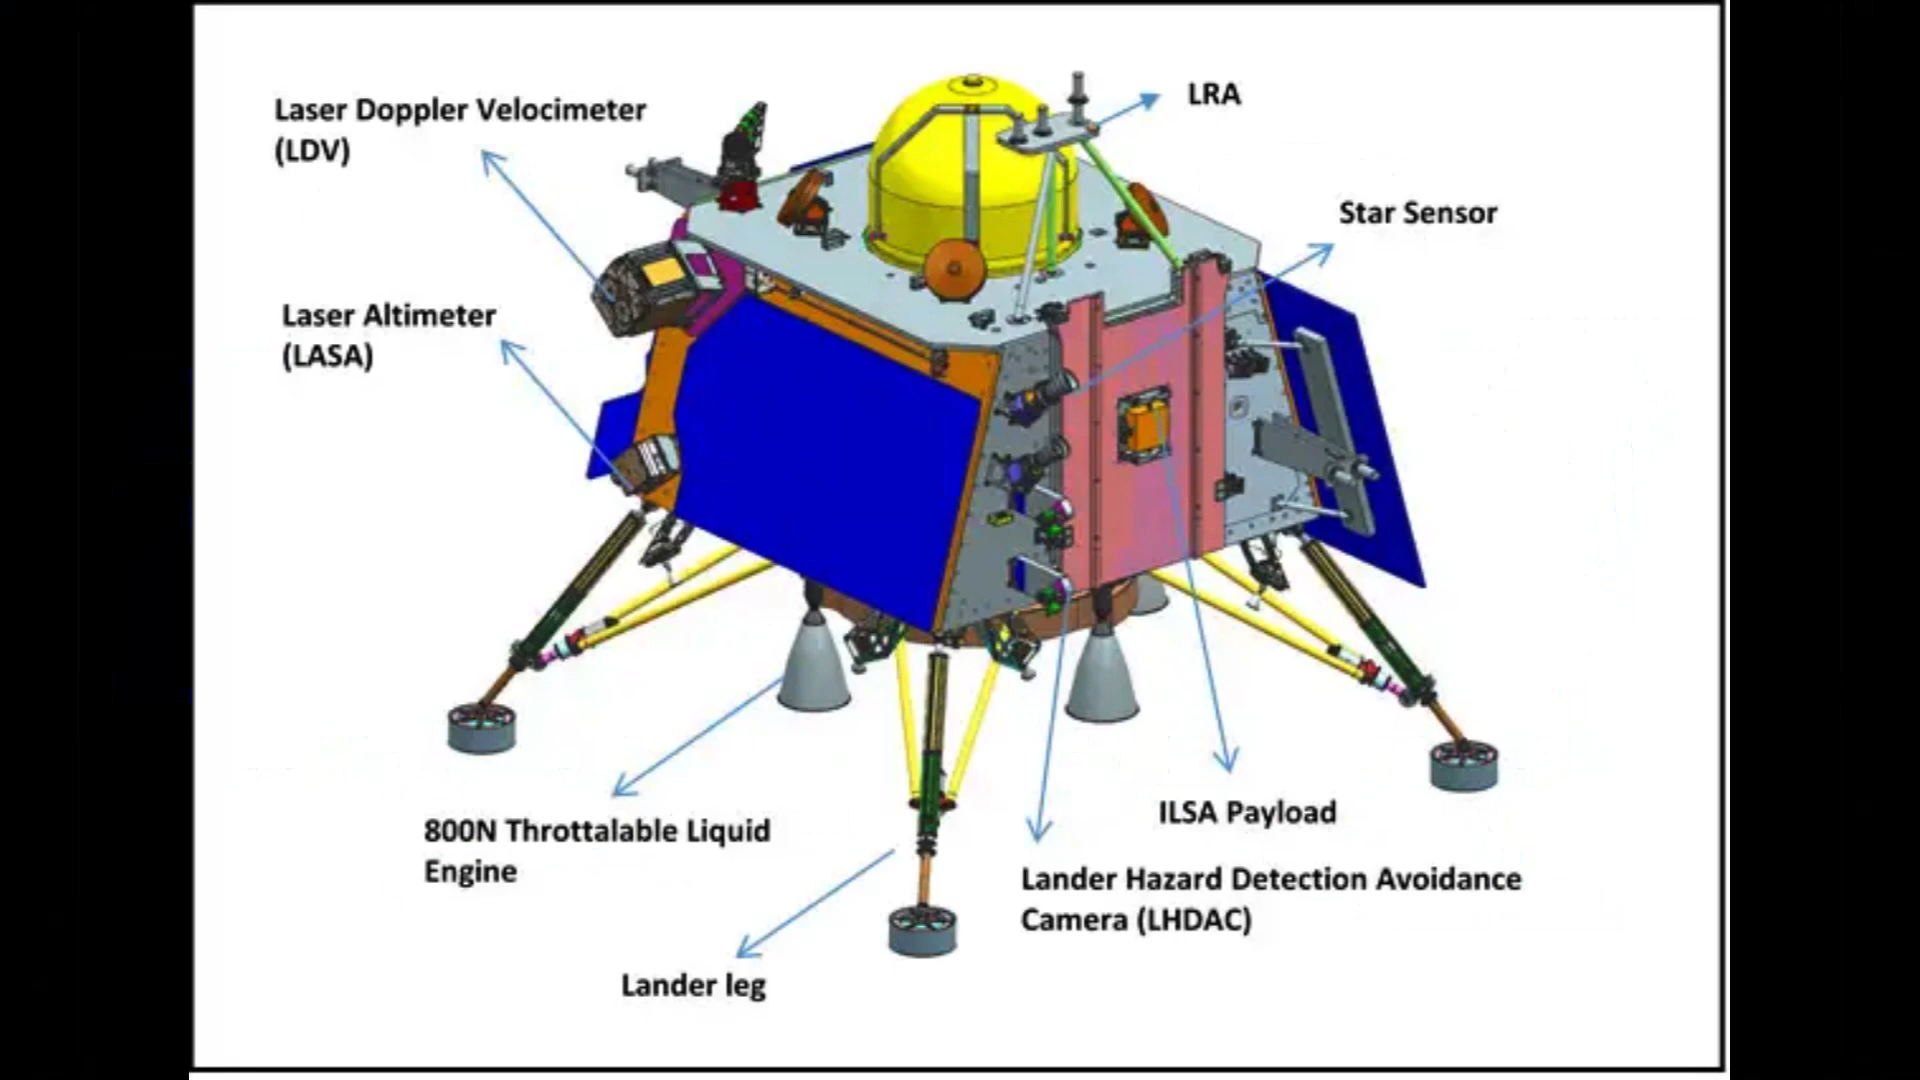 Laser Doppler Velocimeter
(LDV)
LRA
Star Sensor
Laser Altimeter
(LASA)
800N Throttalable Liquid
Engine
ILSA Payload
Lander Hazard Detection Avoidance
Camera (LHDAC)
Lander leg